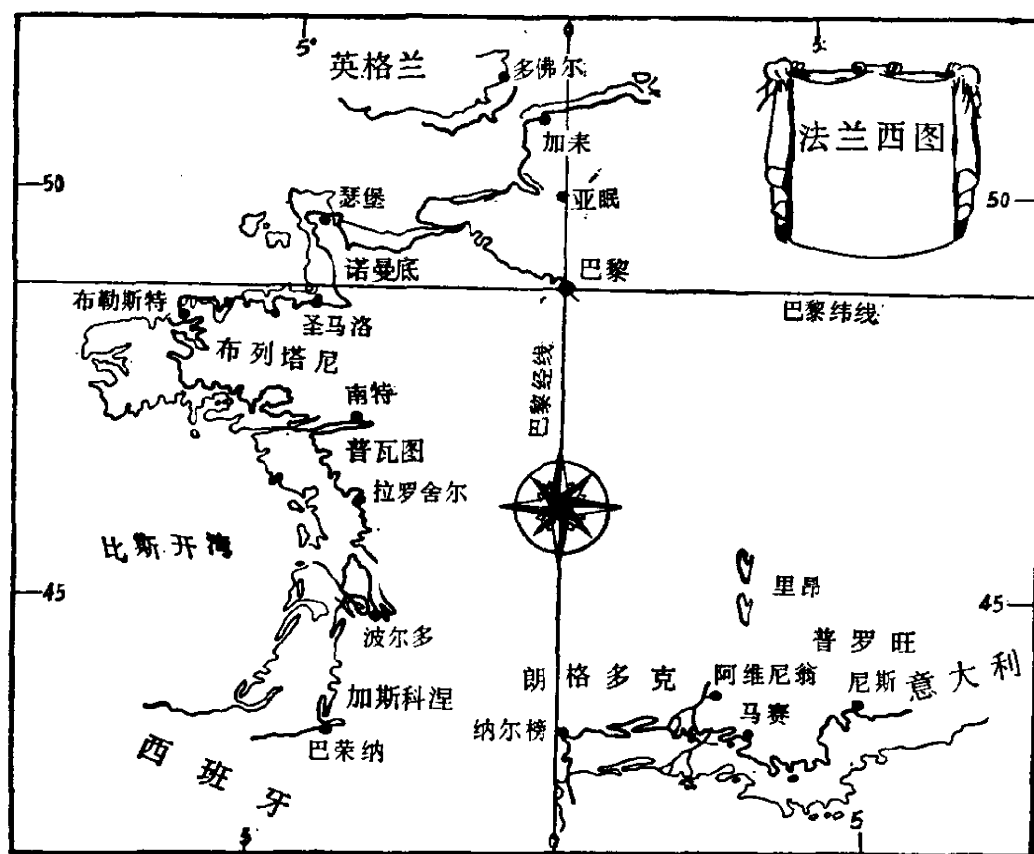 5°
0
5
英格兰
多佛尔
法兰西图
加来
50
瑟堡
亚眠
50
诺曼底
巴黎
布勒斯特
圣马洛
巴黎纬线
布列塔尼
巴黎经线
南特
普瓦图
拉罗舍尔
比斯开湾
45
里昂
45
波尔多
普罗旺
朗格多克
阿维尼翁
尼斯
意大利
加斯科涅
纳尔榜
马赛
巴荣纳
西班牙
5
0
5